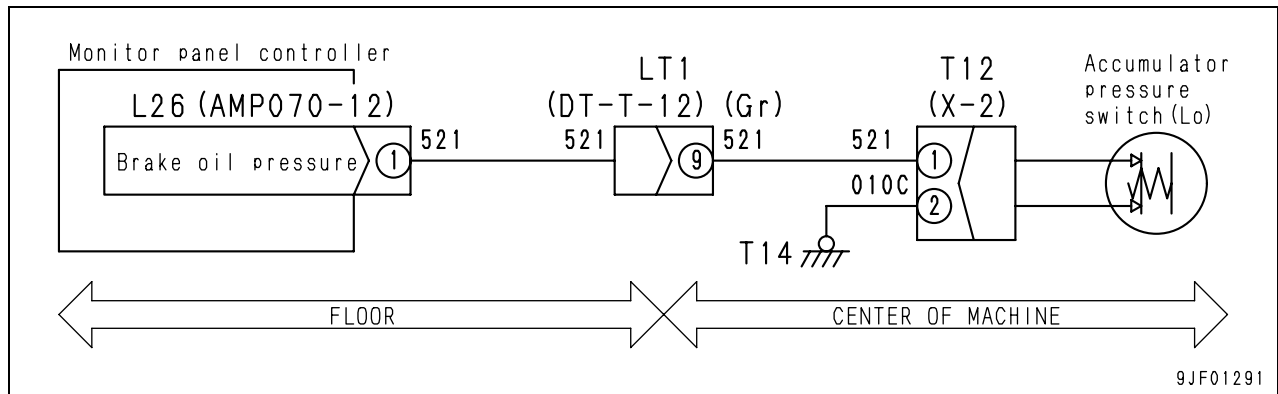 Monitor panel controller
L26 (AMP070-12)
Brake oil pressure
1
521
LT1
(DT-T-12) (Gr)
521
9
521
T12
(X-2)
521
1
010C
2
T14
Accumulator
pressure
switch(Lo)
FLOOR
CENTER OF MACHINE
9JF01291